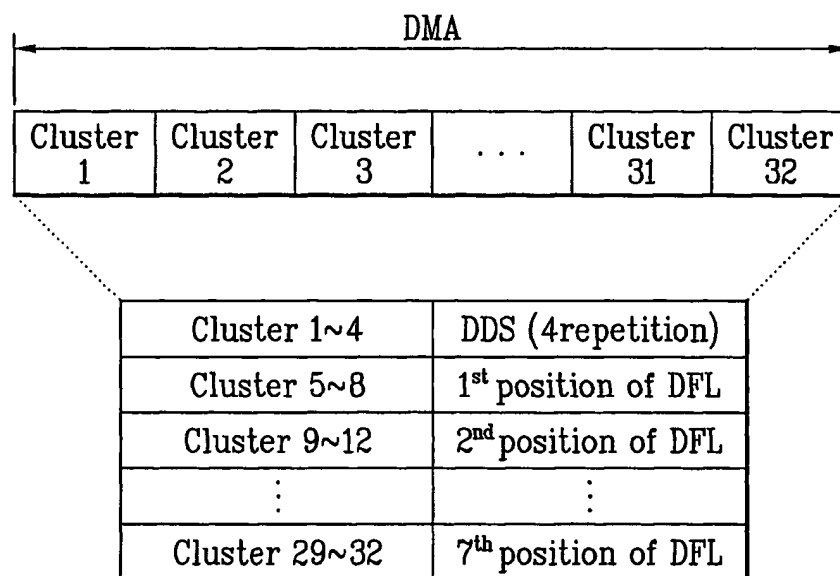 DMA
Cluster 1 Cluster 2 Cluster 3 ... Cluster 31 Cluster 32
Cluster 1~4 DDS (4repetition)
Cluster 5~8 1st position of DFL
Cluster 9~12 2nd position of DFL
⋮ ⋮
Cluster 29~32 7th position of DFL